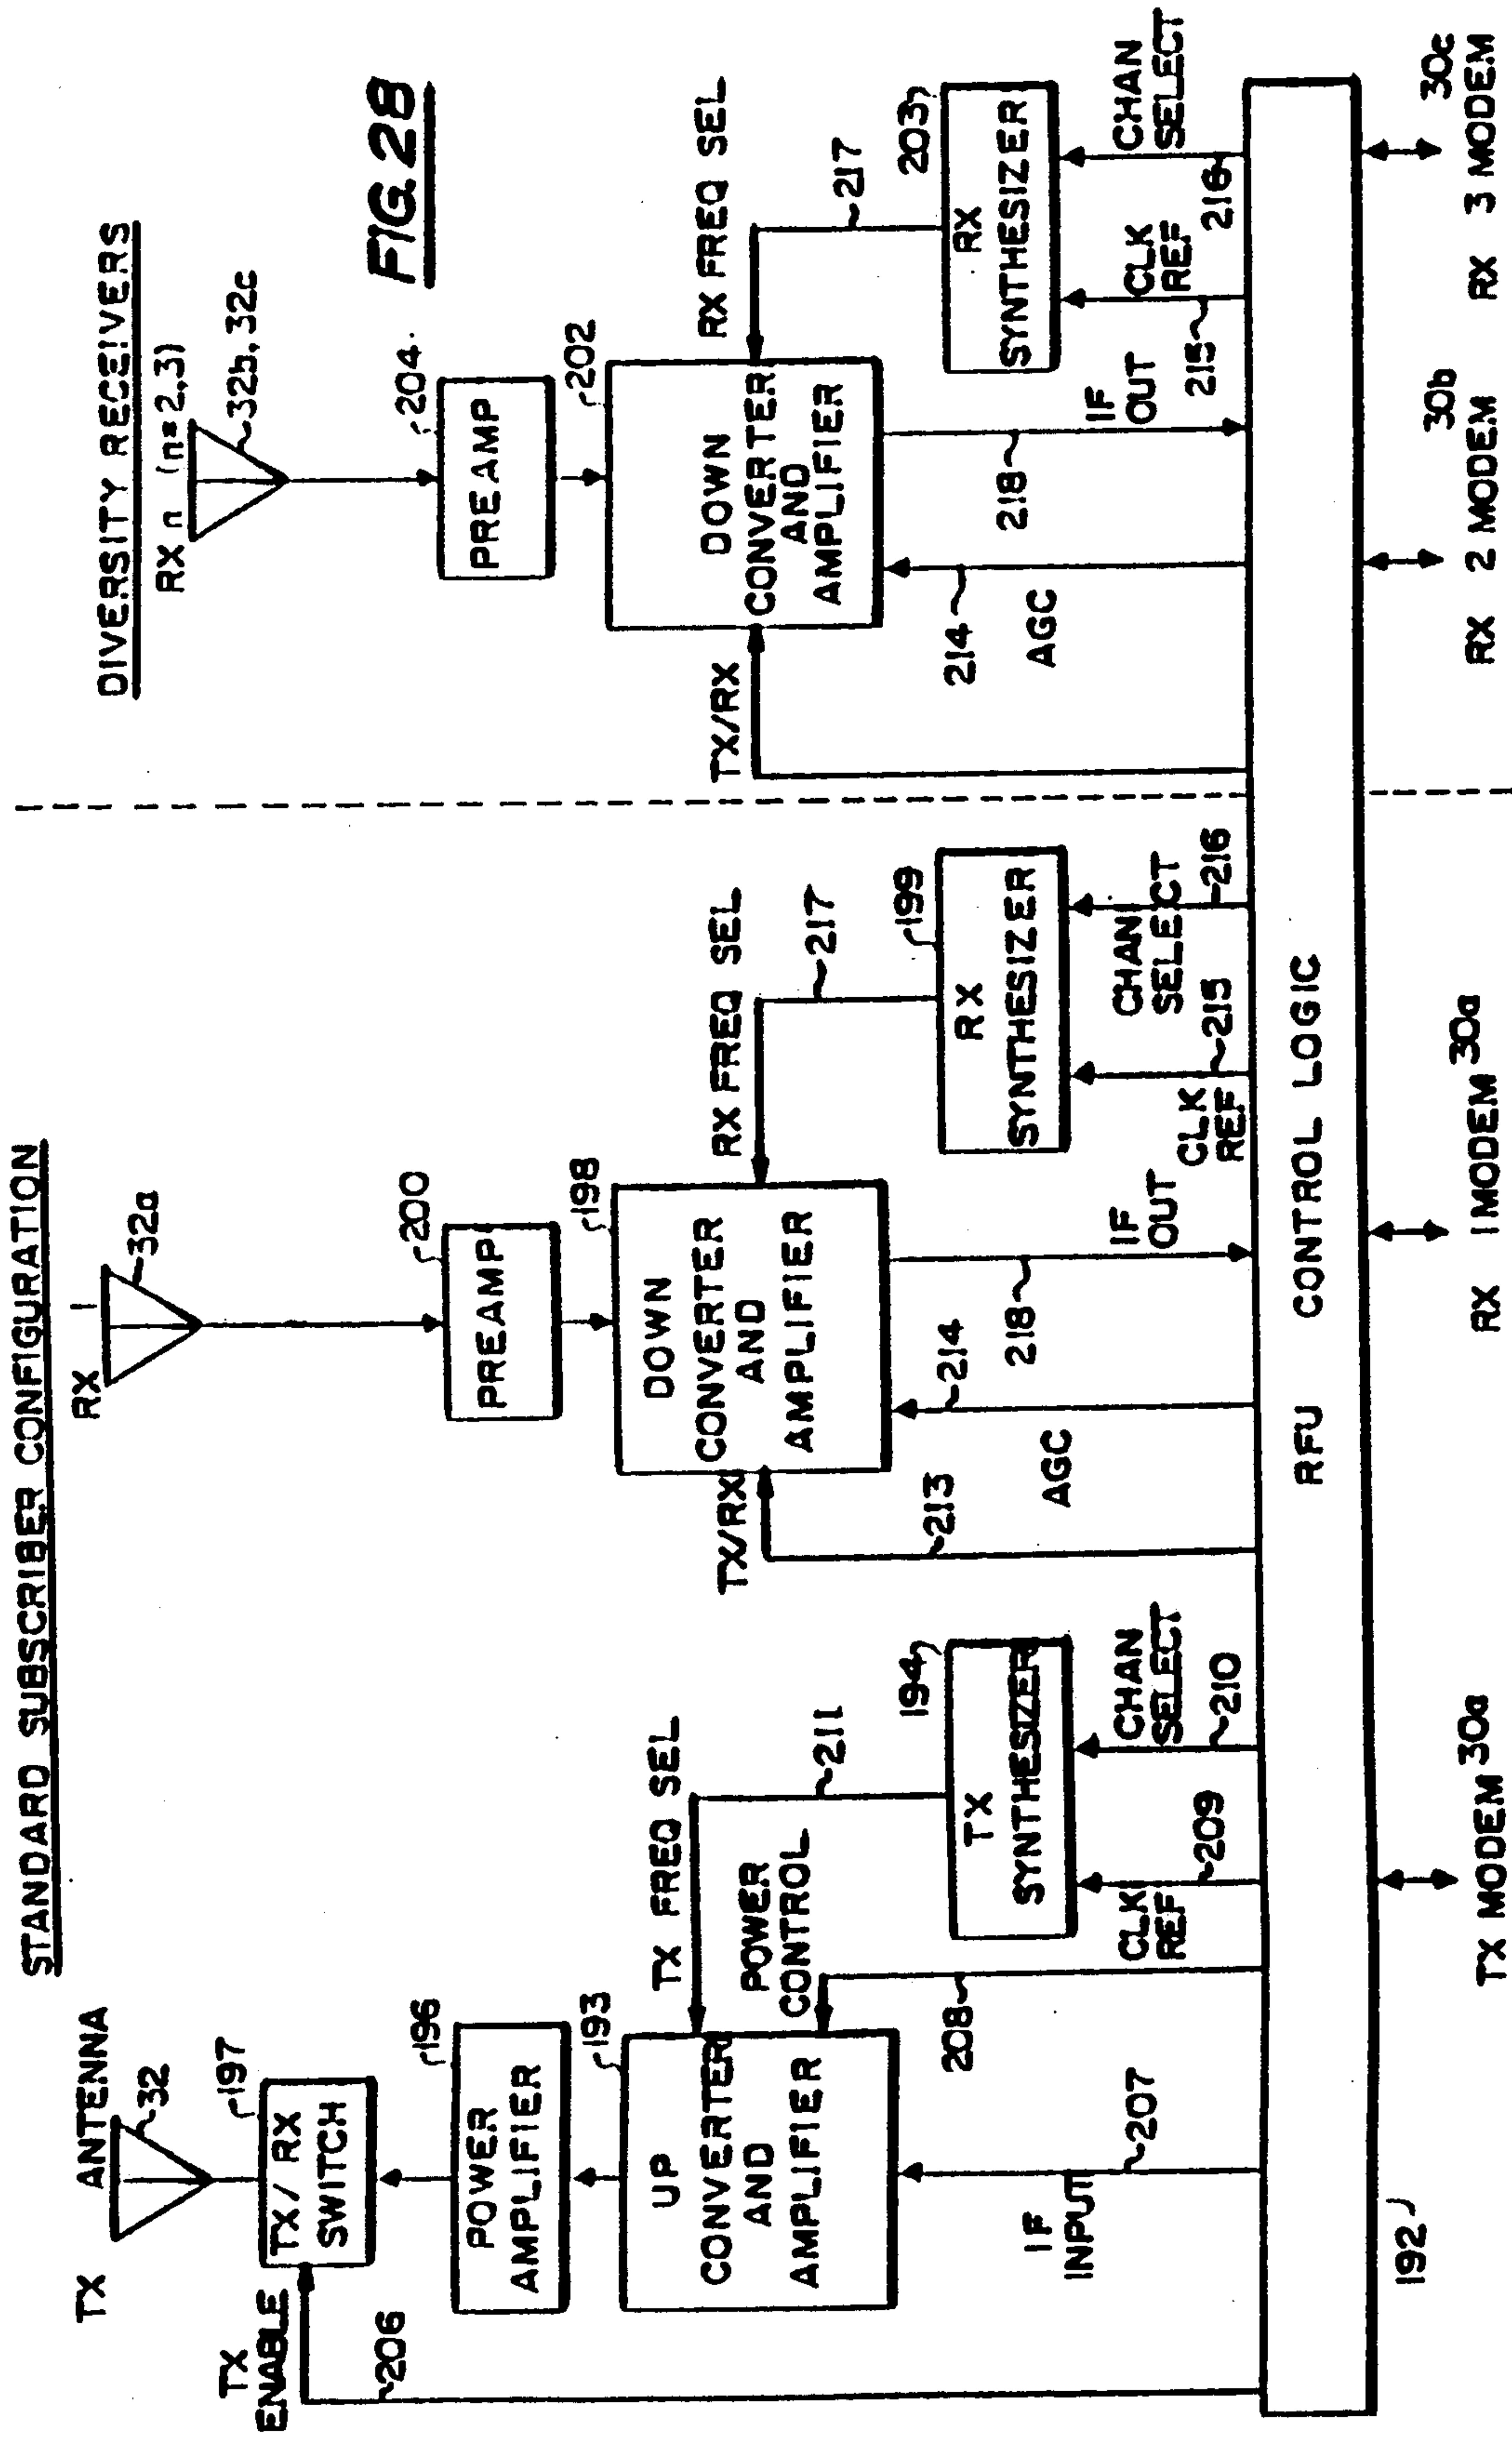 STANDARD SUBSCRIBER CONFIGURATION
DIVERSITY RECEIVERS
FIG. 28
TX ANTENNA
32
197
TX / RX
SWITCH
TX
ENABLE
206
196
POWER
AMPLIFIER
193
UP
CONVERTER
AND
AMPLIFIER
TX FREQ SEL
POWER
CONTROL
211
194
TX
SYNTHESIZER
208
207
IF
INPUT
CLK
REF
209
CHAN
SELECT
210
RX 1
32a
200
PREAMP
198
DOWN
CONVERTER
AND
AMPLIFIER
TX/RX
213
RX FREQ SEL
217
199
RX
SYNTHESIZER
214
AGC
218
IF
OUT
CLK
REF
215
CHAN
SELECT
216
RX n (n=2,3)
32b, 32c
204
PREAMP
202
DOWN
CONVERTER
AND
AMPLIFIER
TX/RX
RX FREQ SEL
217
203
RX
SYNTHESIZER
214
AGC
218
IF
OUT
CLK
REF
215
CHAN
SELECT
216
RFU CONTROL LOGIC
192
TX MODEM 30a
RX 1 MODEM 30a
RX 2 MODEM 30b
RX 3 MODEM 30c